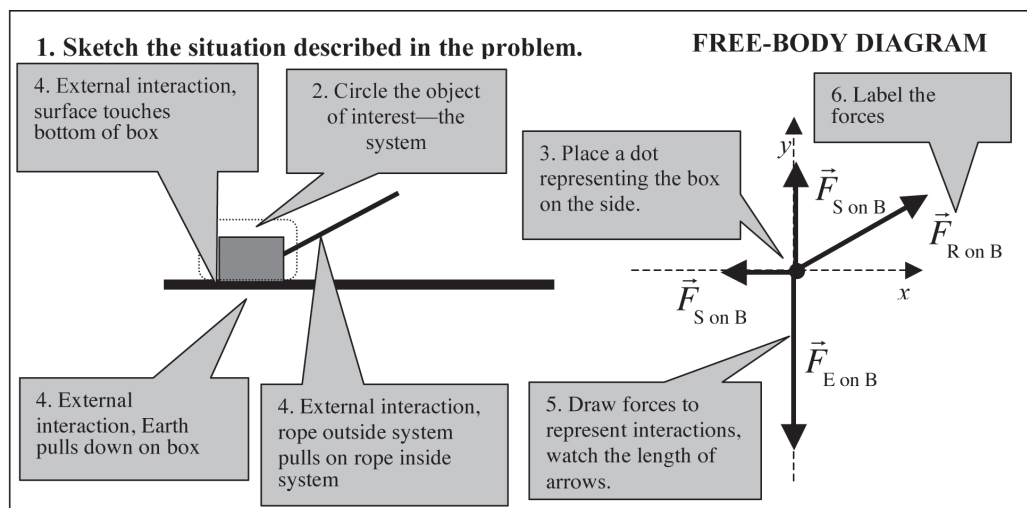 1. Sketch the situation described in the problem.
FREE-BODY DIAGRAM
4. External interaction,
surface touches
bottom of box
2. Circle the object
of interest—the
system
6. Label the
forces
3. Place a dot
representing the box
on the side.
y
F⃗ S on B
F⃗ R on B
x
F⃗ S on B
F⃗ E on B
4. External
interaction, Earth
pulls down on box
4. External interaction,
rope outside system
pulls on rope inside
system
5. Draw forces to
represent interactions,
watch the length of
arrows.